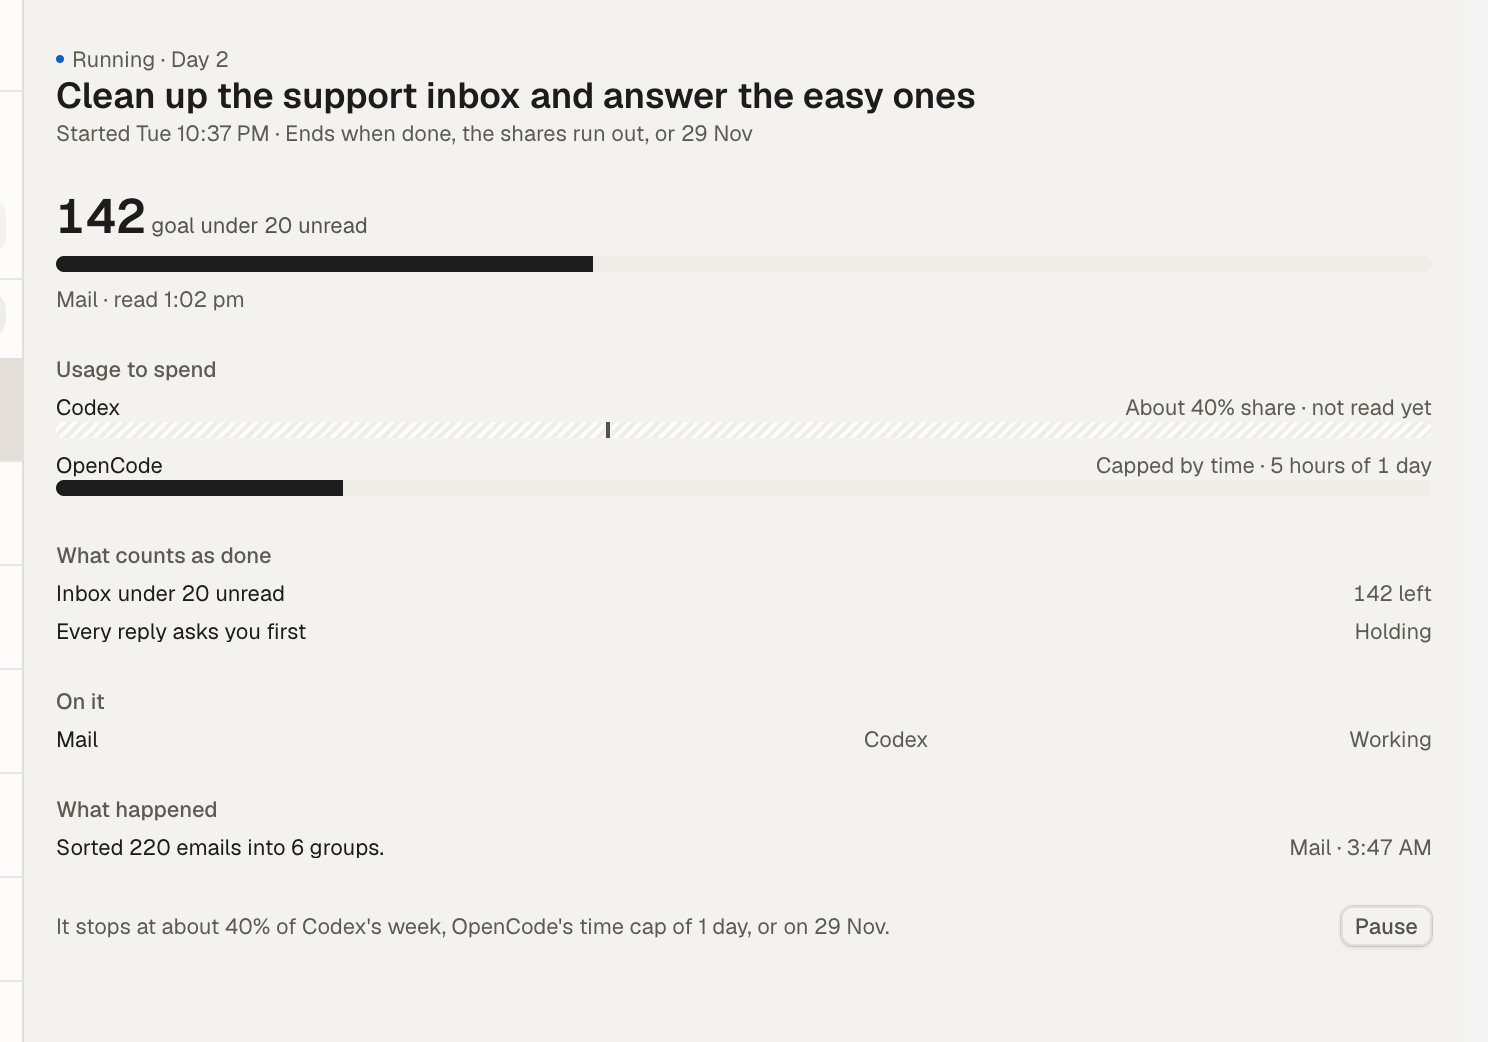 Running · Day 2
Clean up the support inbox and answer the easy ones
Started Tue 10:37 PM · Ends when done, the shares run out, or 29 Nov
142 goal under 20 unread
Mail · read 1:02 pm
Usage to spend
Codex About 40% share · not read yet
OpenCode Capped by time · 5 hours of 1 day
What counts as done
Inbox under 20 unread 142 left
Every reply asks you first Holding
On it
Mail Codex Working
What happened
Sorted 220 emails into 6 groups. Mail · 3:47 AM
It stops at about 40% of Codex's week, OpenCode's time cap of 1 day, or on 29 Nov. Pause